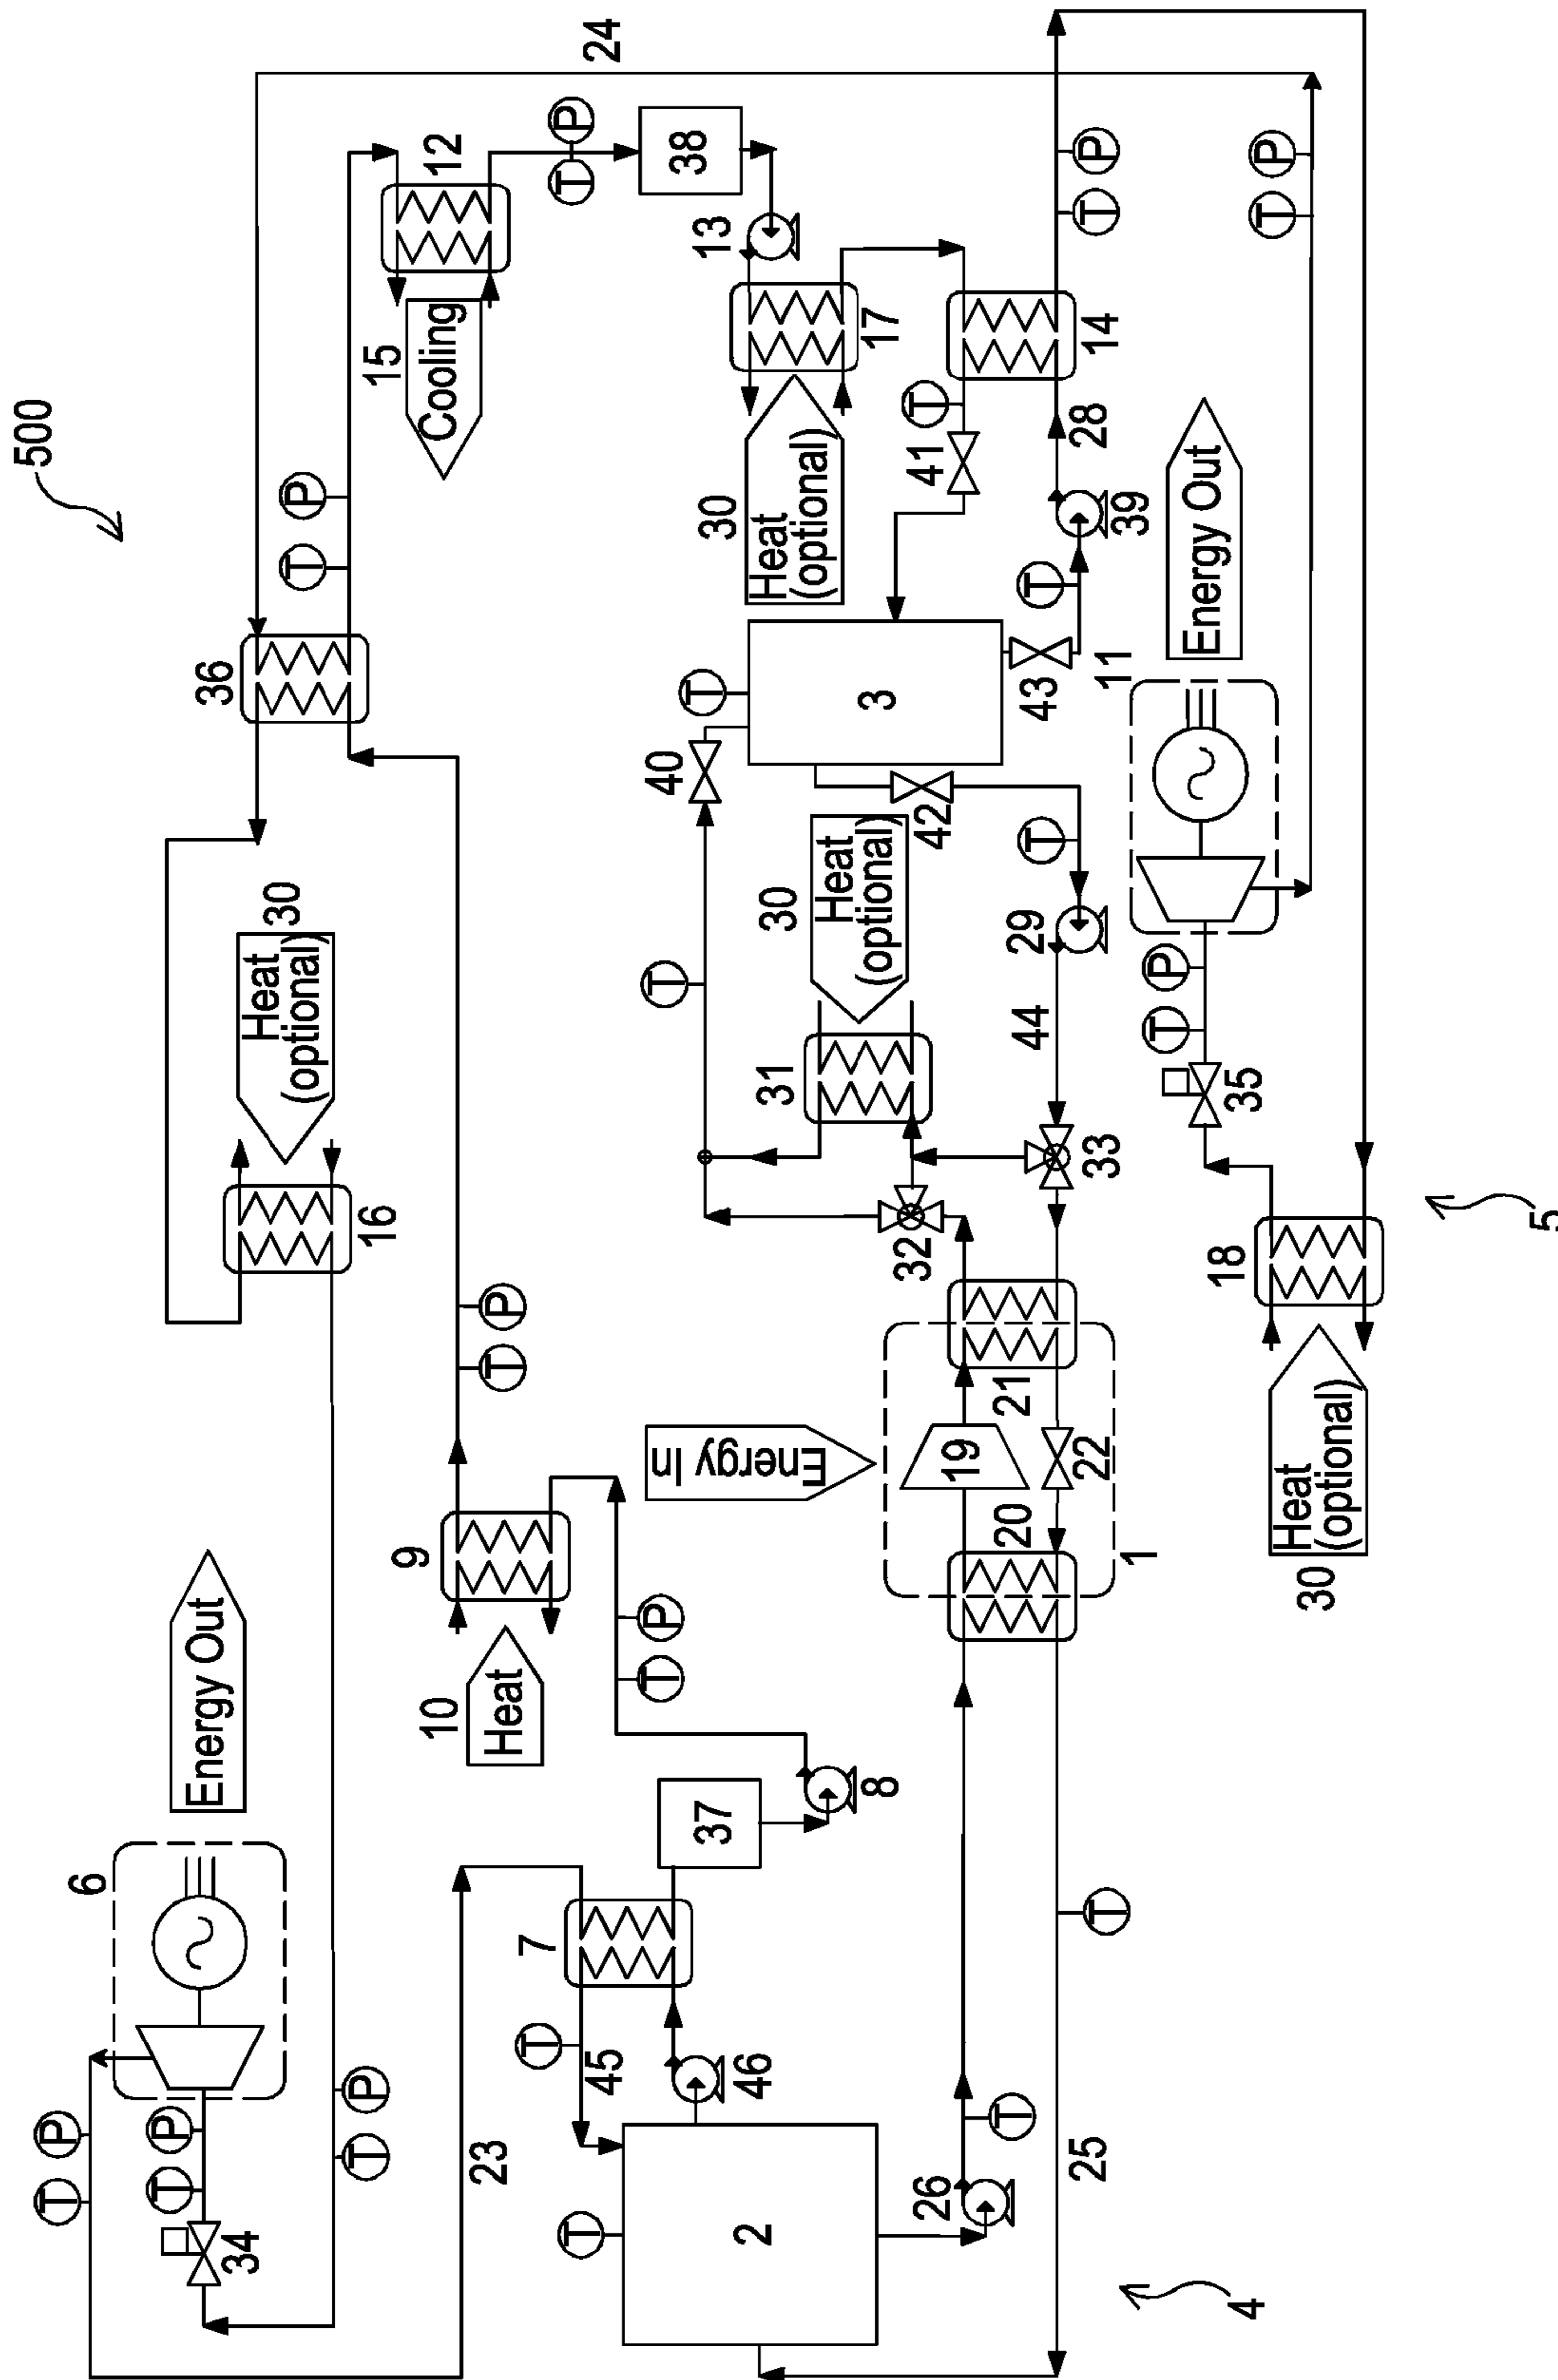 500
T P
6
T P
Energy Out
36
34
30
Heat
(optional)
T P
T P
16
15
Cooling
9
12
10
Heat
23
T P
7
T
T P
T
24
45
T P
T
40
Energy In
38
T
37
13
30
Heat
(optional)
46
2
31
30
Heat
(optional)
3
8
17
32
T
41
26
42
19
20
21
T
29
44
T
T
43
22
25
28
T P
14
33
T
11
39
1
T P
Energy Out
18
4
35
T P
30
Heat
(optional)
5